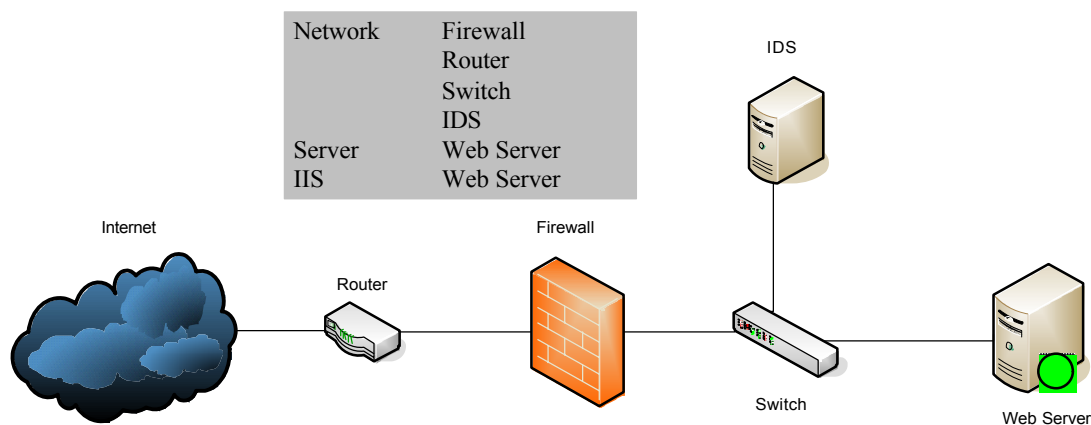 Network Firewall
Router
Switch
IDS
Server Web Server
IIS Web Server
IDS
Internet
Firewall
Router
Switch
Web Server